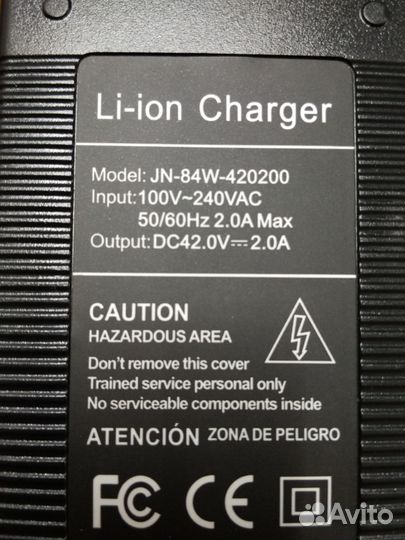 Li-ion Charger
Model: JN-84W-420200
Input:100V~240VAC
50/60Hz 2.0A Max
Output:DC42.0V⎓2.0A
CAUTION
HAZARDOUS AREA
Don't remove this cover
Trained service personal only
No serviceable components inside
ATENCIÓN ZONA DE PELIGRO
FC CE
Avito